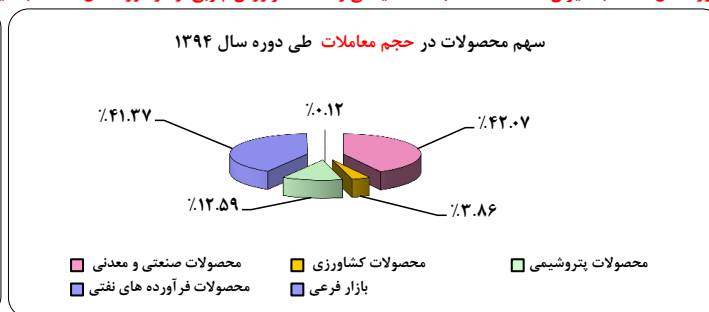 سهم محصولات در حجم معاملات طی دوره سال ۱۳۹۴
٪۴۱.۳۷
٪۰.۱۲
٪۴۲.۰۷
٪۱۲.۵۹
٪۳.۸۶
محصولات پتروشیمی
محصولات کشاورزی
محصولات صنعتی و معدنی
بازار فرعی
محصولات فرآورده های نفتی